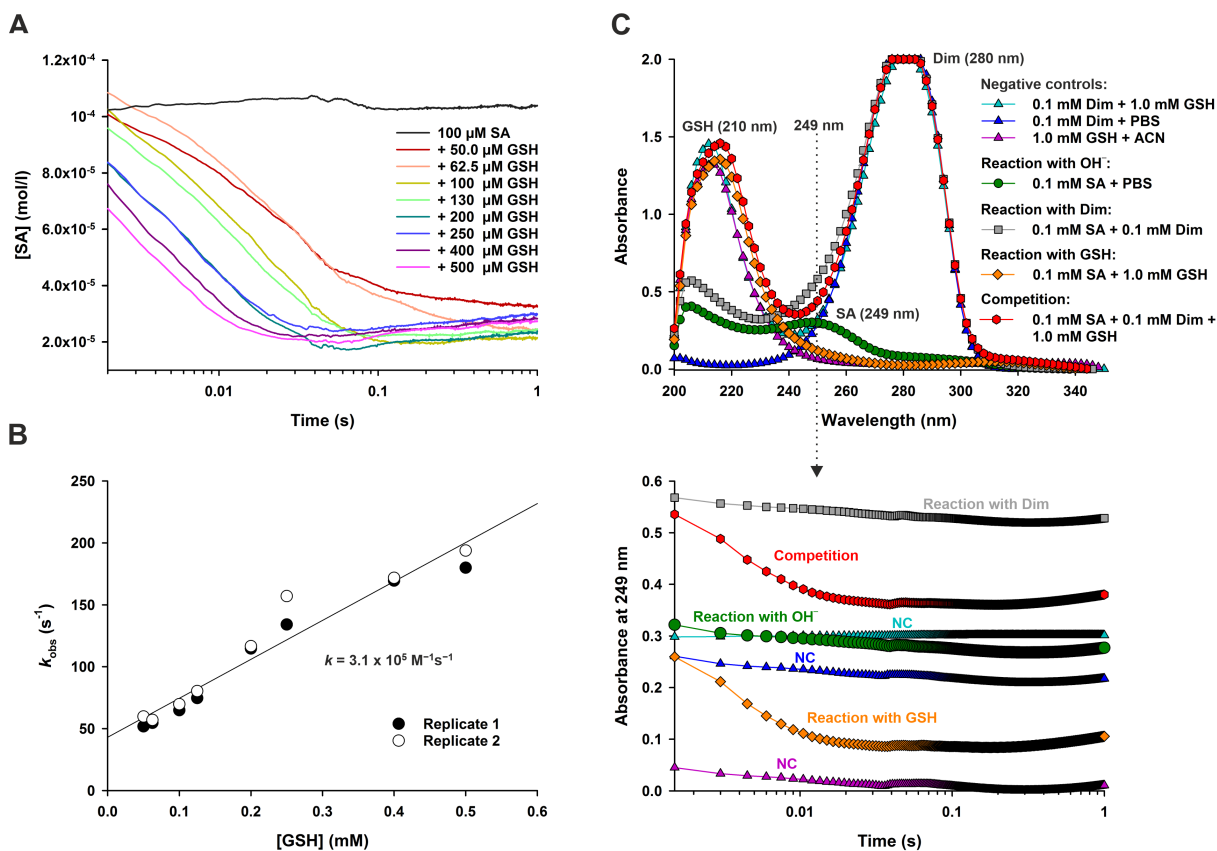 A
1.2x10⁻⁴
10⁻⁴
8.0x10⁻⁵
6.0x10⁻⁵
4.0x10⁻⁵
2.0x10⁻⁵
[SA] (mol/l)
100 µM SA
+ 50.0 µM GSH
+ 62.5 µM GSH
+ 100 µM GSH
+ 130 µM GSH
+ 200 µM GSH
+ 250 µM GSH
+ 400 µM GSH
+ 500 µM GSH
0.01 0.1 1
Time (s)
B
250
200
150
100
50
0
kobs (s⁻¹)
k = 3.1 x 10⁵ M⁻¹s⁻¹
Replicate 1
Replicate 2
0.0 0.1 0.2 0.3 0.4 0.5 0.6
[GSH] (mM)
C
2.0
1.5
1.0
0.5
0.0
Absorbance
Dim (280 nm)
GSH (210 nm)
249 nm
SA (249 nm)
200 220 240 260 280 300 320 340
Wavelength (nm)
Negative controls:
0.1 mM Dim + 1.0 mM GSH
0.1 mM Dim + PBS
1.0 mM GSH + ACN
Reaction with OH⁻:
0.1 mM SA + PBS
Reaction with Dim:
0.1 mM SA + 0.1 mM Dim
Reaction with GSH:
0.1 mM SA + 1.0 mM GSH
Competition:
0.1 mM SA + 0.1 mM Dim +
1.0 mM GSH
0.6
0.5
0.4
0.3
0.2
0.1
0.0
Absorbance at 249 nm
Reaction with Dim
Competition
Reaction with OH⁻
NC
NC
Reaction with GSH
NC
0.01 0.1 1
Time (s)